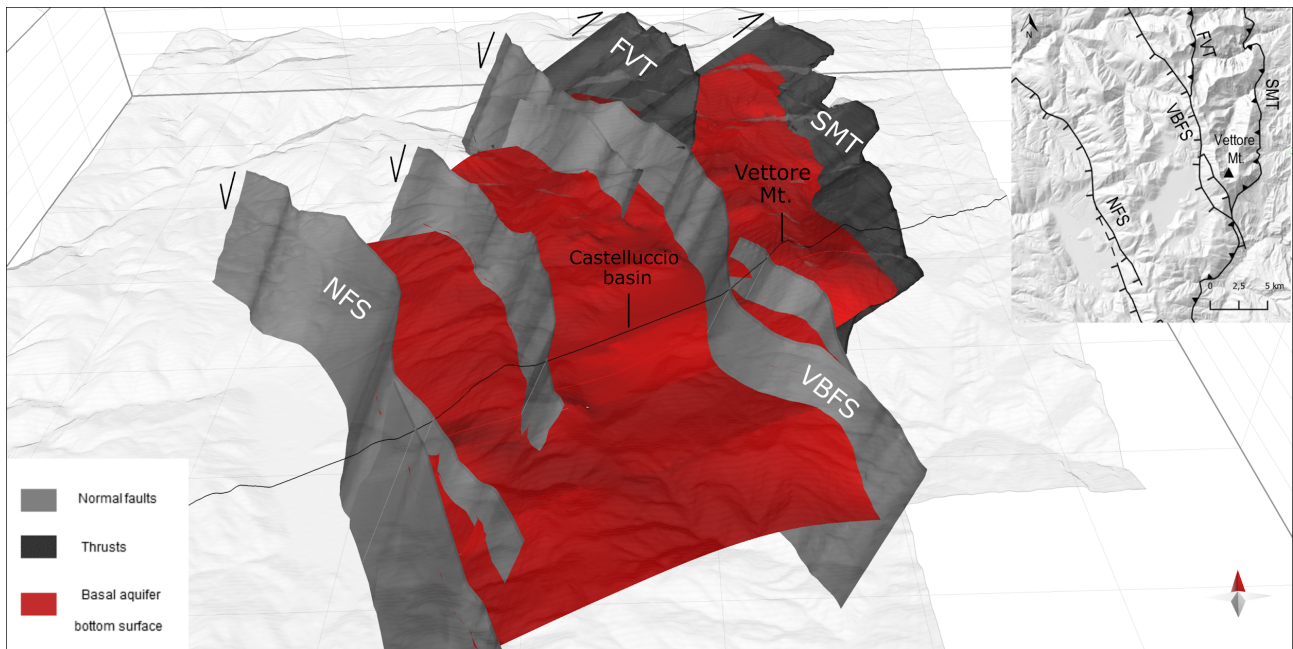 FVT
SMT
Vettore
Mt.
Castelluccio
basin
NFS
VBFS
Normal faults
Thrusts
Basal aquifer
bottom surface
N
FVT
SMT
VBFS
Vettore
Mt.
NFS
0 2,5 5 km